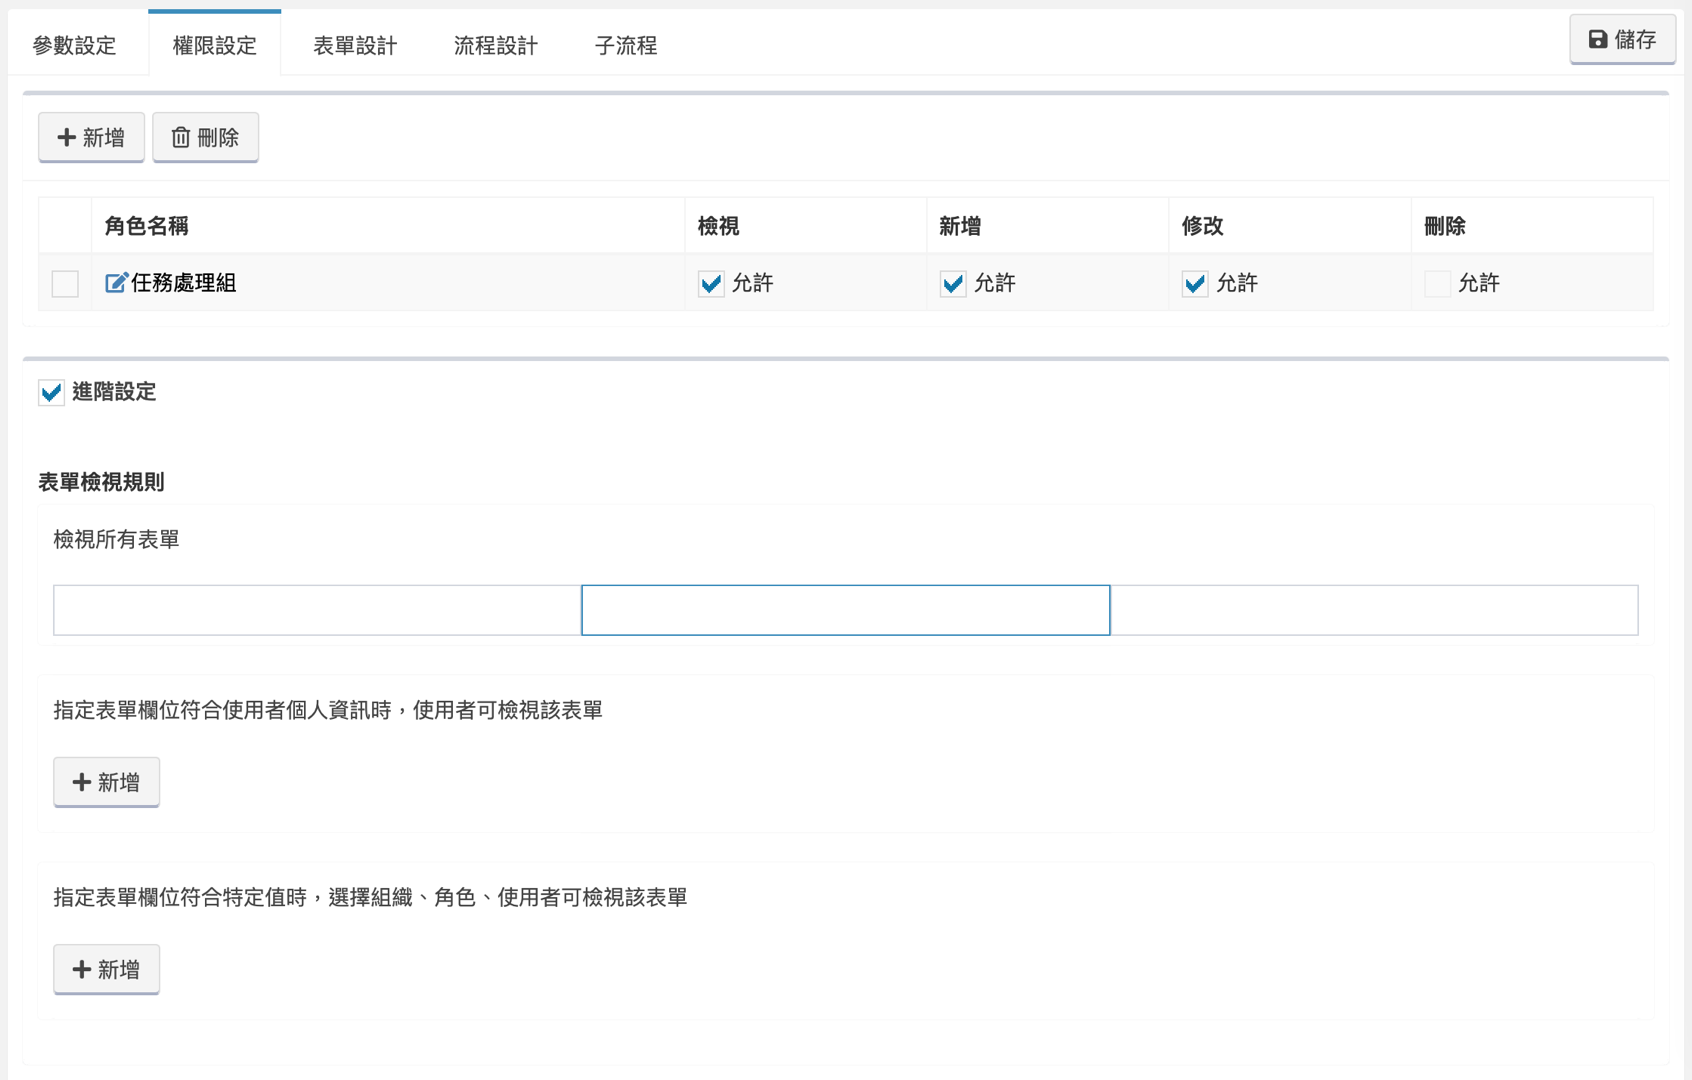 參數設定 權限設定 表單設計 流程設計 子流程 儲存
新增 刪除
角色名稱 檢視 新增 修改 刪除
任務處理組 允許 允許 允許 允許
進階設定
表單檢視規則
檢視所有表單
指定表單欄位符合使用者個人資訊時，使用者可檢視該表單
新增
指定表單欄位符合特定值時，選擇組織、角色、使用者可檢視該表單
新增